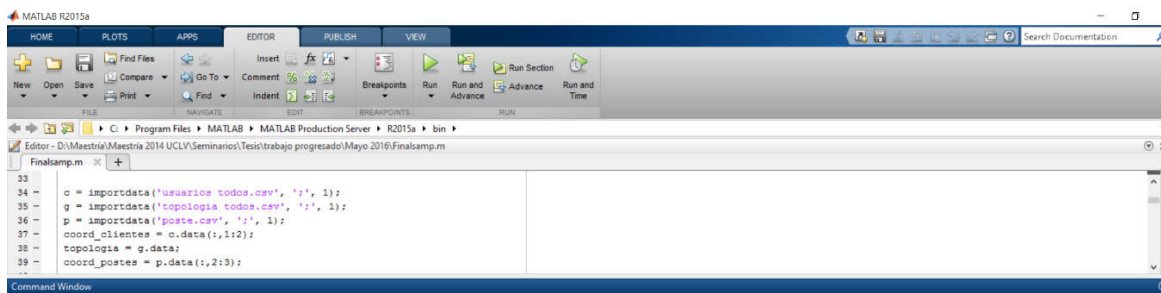 MATLAB R2015a
HOME PLOTS APPS EDITOR PUBLISH VIEW Search Documentation
Find Files Insert fx
New Open Save Compare Go To Comment Breakpoints Run Run and Advance Run Section Advance Run and Time
Print Find Indent
FILE NAVIGATE EDIT BREAKPOINTS RUN
C: Program Files MATLAB MATLAB Production Server R2015a bin
Editor - D:\Maestría\Maestría 2014 UCLV\Seminarios\Tesis\trabajo progresado\Mayo 2016\Finalsamp.m
Finalsamp.m × +
33
34 - c = importdata('usuarios todos.csv', ';', 1);
35 - g = importdata('topologia todos.csv', ';', 1);
36 - p = importdata('poste.csv', ';', 1);
37 - coord_clientes = c.data(:,1:2);
38 - topologia = g.data;
39 - coord_postes = p.data(:,2:3);
Command Window